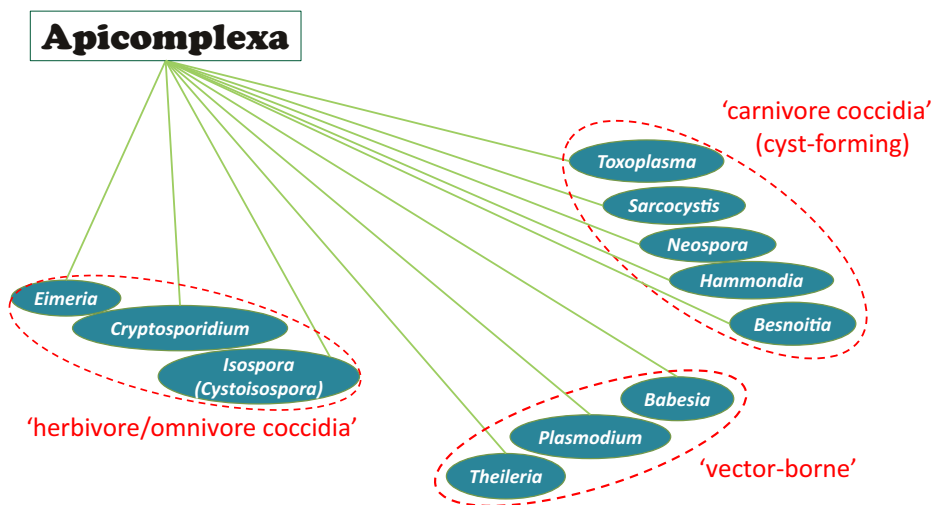 Apicomplexa
‘carnivore coccidia’
(cyst-forming)
Toxoplasma
Sarcocystis
Neospora
Hammondia
Besnoitia
Eimeria
Cryptosporidium
Isospora
(Cystoisospora)
‘herbivore/omnivore coccidia’
Babesia
Plasmodium
Theileria
‘vector-borne’